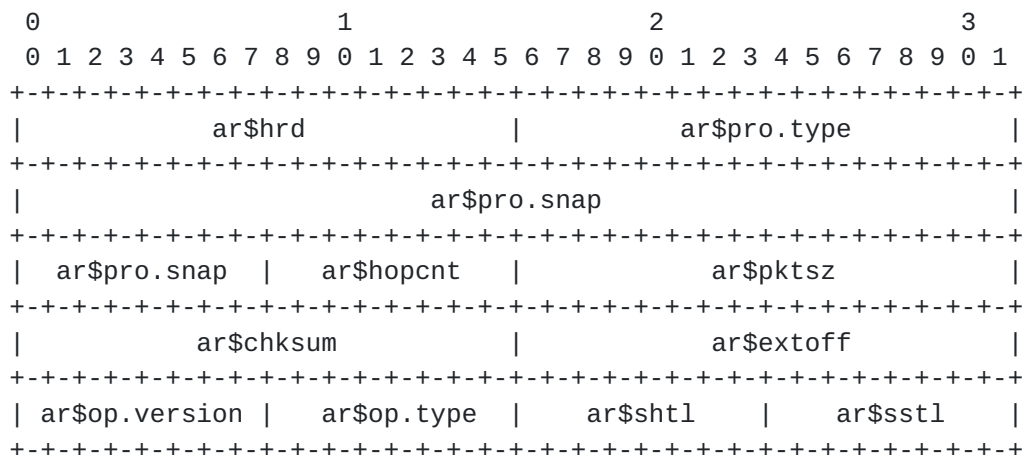 0                   1                   2                   3
 0 1 2 3 4 5 6 7 8 9 0 1 2 3 4 5 6 7 8 9 0 1 2 3 4 5 6 7 8 9 0 1
+-+-+-+-+-+-+-+-+-+-+-+-+-+-+-+-+-+-+-+-+-+-+-+-+-+-+-+-+-+-+-+-+
|            ar$hrd             |          ar$pro.type          |
+-+-+-+-+-+-+-+-+-+-+-+-+-+-+-+-+-+-+-+-+-+-+-+-+-+-+-+-+-+-+-+-+
|                          ar$pro.snap                          |
+-+-+-+-+-+-+-+-+-+-+-+-+-+-+-+-+-+-+-+-+-+-+-+-+-+-+-+-+-+-+-+-+
|  ar$pro.snap  |   ar$hopcnt   |            ar$pktsz           |
+-+-+-+-+-+-+-+-+-+-+-+-+-+-+-+-+-+-+-+-+-+-+-+-+-+-+-+-+-+-+-+-+
|           ar$chksum           |            ar$extoff          |
+-+-+-+-+-+-+-+-+-+-+-+-+-+-+-+-+-+-+-+-+-+-+-+-+-+-+-+-+-+-+-+-+
| ar$op.version |   ar$op.type  |    ar$shtl    |    ar$sstl    |
+-+-+-+-+-+-+-+-+-+-+-+-+-+-+-+-+-+-+-+-+-+-+-+-+-+-+-+-+-+-+-+-+